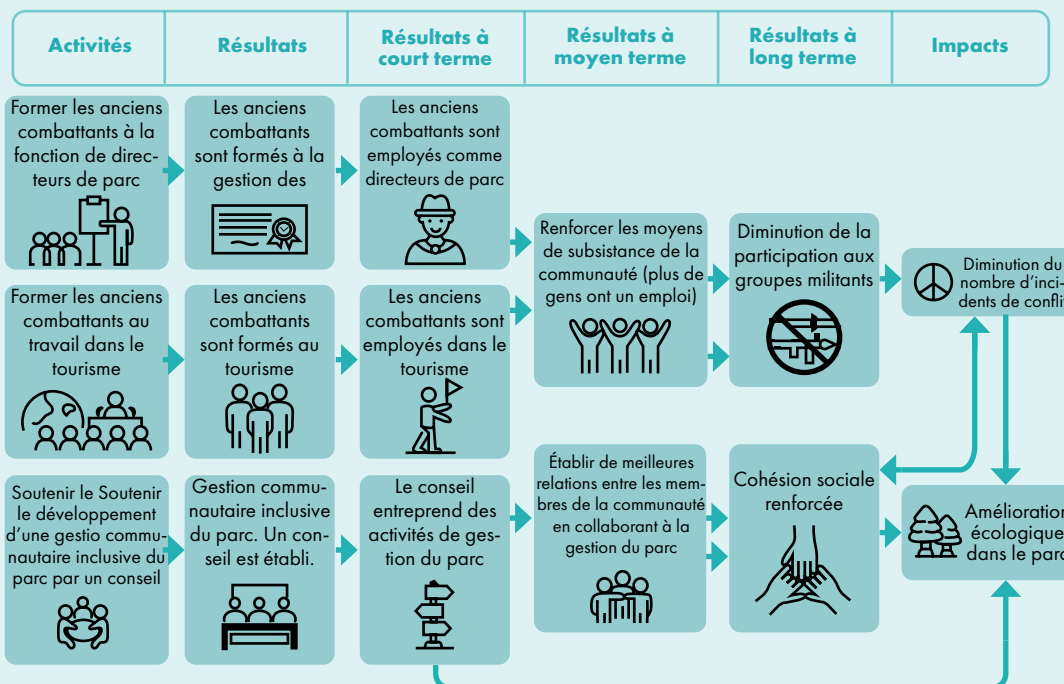 Activités
Résultats
Résultats à
court terme
Résultats à
moyen terme
Résultats à
long terme
Impacts
Former les anciens
combattants à la
fonction de direc-
teurs de parc
Les anciens
combattants
sont formés à la
gestion des
Les anciens
combattants sont
employés comme
directeurs de parc
Former les anciens
combattants au
travail dans le
tourisme
Les anciens
combattants
sont formés au
tourisme
Les anciens
combattants sont
employés dans le
tourisme
Renforcer les moyens
de subsistance de la
communauté (plus de
gens ont un emploi)
Diminution de la
participation aux
groupes militants
Diminution du
nombre d'inci-
dents de conflit
Soutenir le Soutenir
le développement
d'une gestio commu-
nautaire inclusive du
parc par un conseil
Gestion commu-
nautaire inclusive
du parc. Un con-
seil est établi.
Le conseil
entreprend des
activités de ges-
tion du parc
Établir de meilleures
relations entre les mem-
bres de la communauté
en collaborant à la
gestion du parc
Cohésion sociale
renforcée
Amélioration
écologique
dans le parc